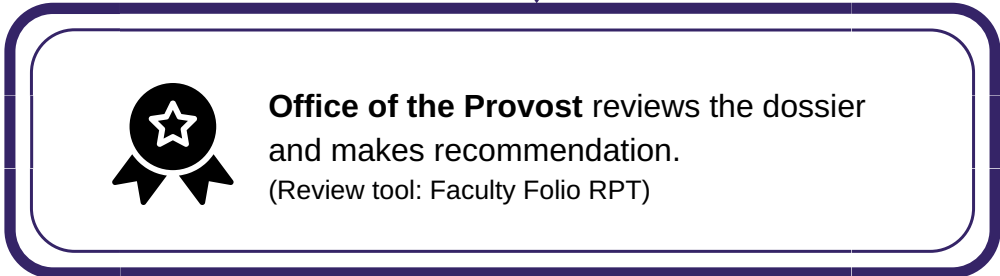 Office of the Provost reviews the dossier
and makes recommendation.
(Review tool: Faculty Folio RPT)